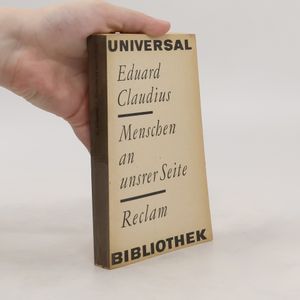 UNIVERSAL
Eduard
Claudius
Menschen
an
unsrer Seite
Reclam
BIBLIOTHEK